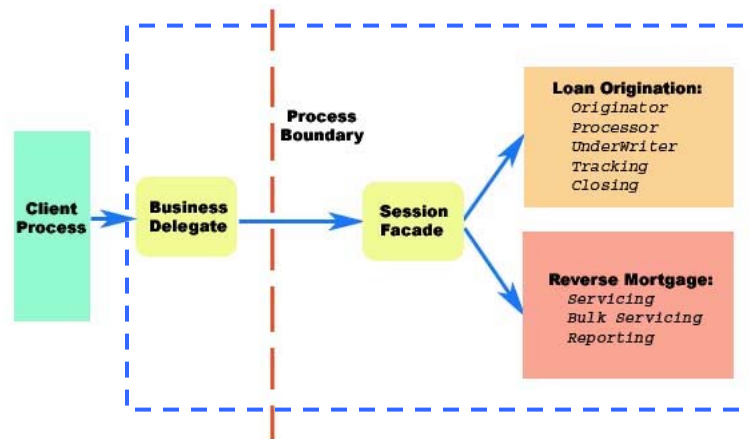 Client
Process
Business
Delegate
Process
Boundary
Session
Facade
Loan Origination:
Originator
Processor
UnderWriter
Tracking
Closing
Reverse Mortgage:
Servicing
Bulk Servicing
Reporting